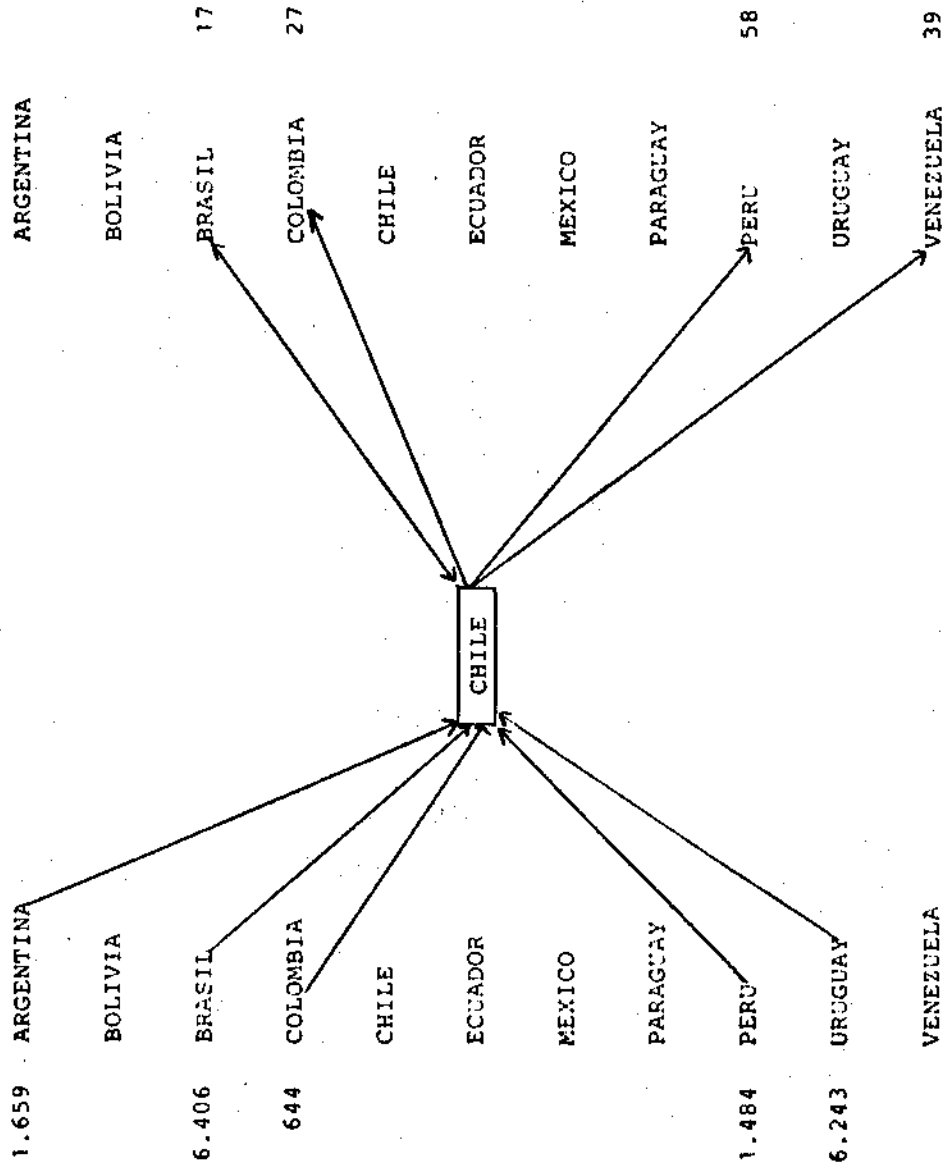 1.659 ARGENTINA
BOLIVIA
6.406 BRASIL
644 COLOMBIA
CHILE
ECUADOR
MEXICO
PARAGUAY
1.484 PERU
6.243 URUGUAY
VENEZUELA
CHILE
ARGENTINA
BOLIVIA
BRASIL 17
COLOMBIA 27
CHILE
ECUADOR
MEXICO
PARAGUAY
PERU 58
URUGUAY
VENEZUELA 39